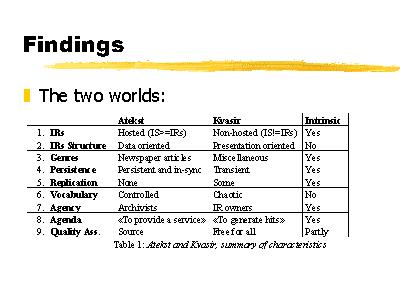 Findings
The two worlds:
Atekst Kvasir Intrinsic
1. IRs Hosted (IS>=IRs) Non-hosted (IS!=IRs) Yes
2. IRs Structure Data oriented Presentation oriented No
3. Genres Newspaper articles Miscellaneous Yes
4. Persistence Persistent and in-sync Transient Yes
5. Replication None Some Yes
6. Vocabulary Controlled Chaotic No
7. Agency Archivists IR owners Yes
8. Agenda «To provide a service» «To generate hits» Yes
9. Quality Ass. Source Free for all Partly
Table 1: Atekst and Kvasir, summary of characteristics